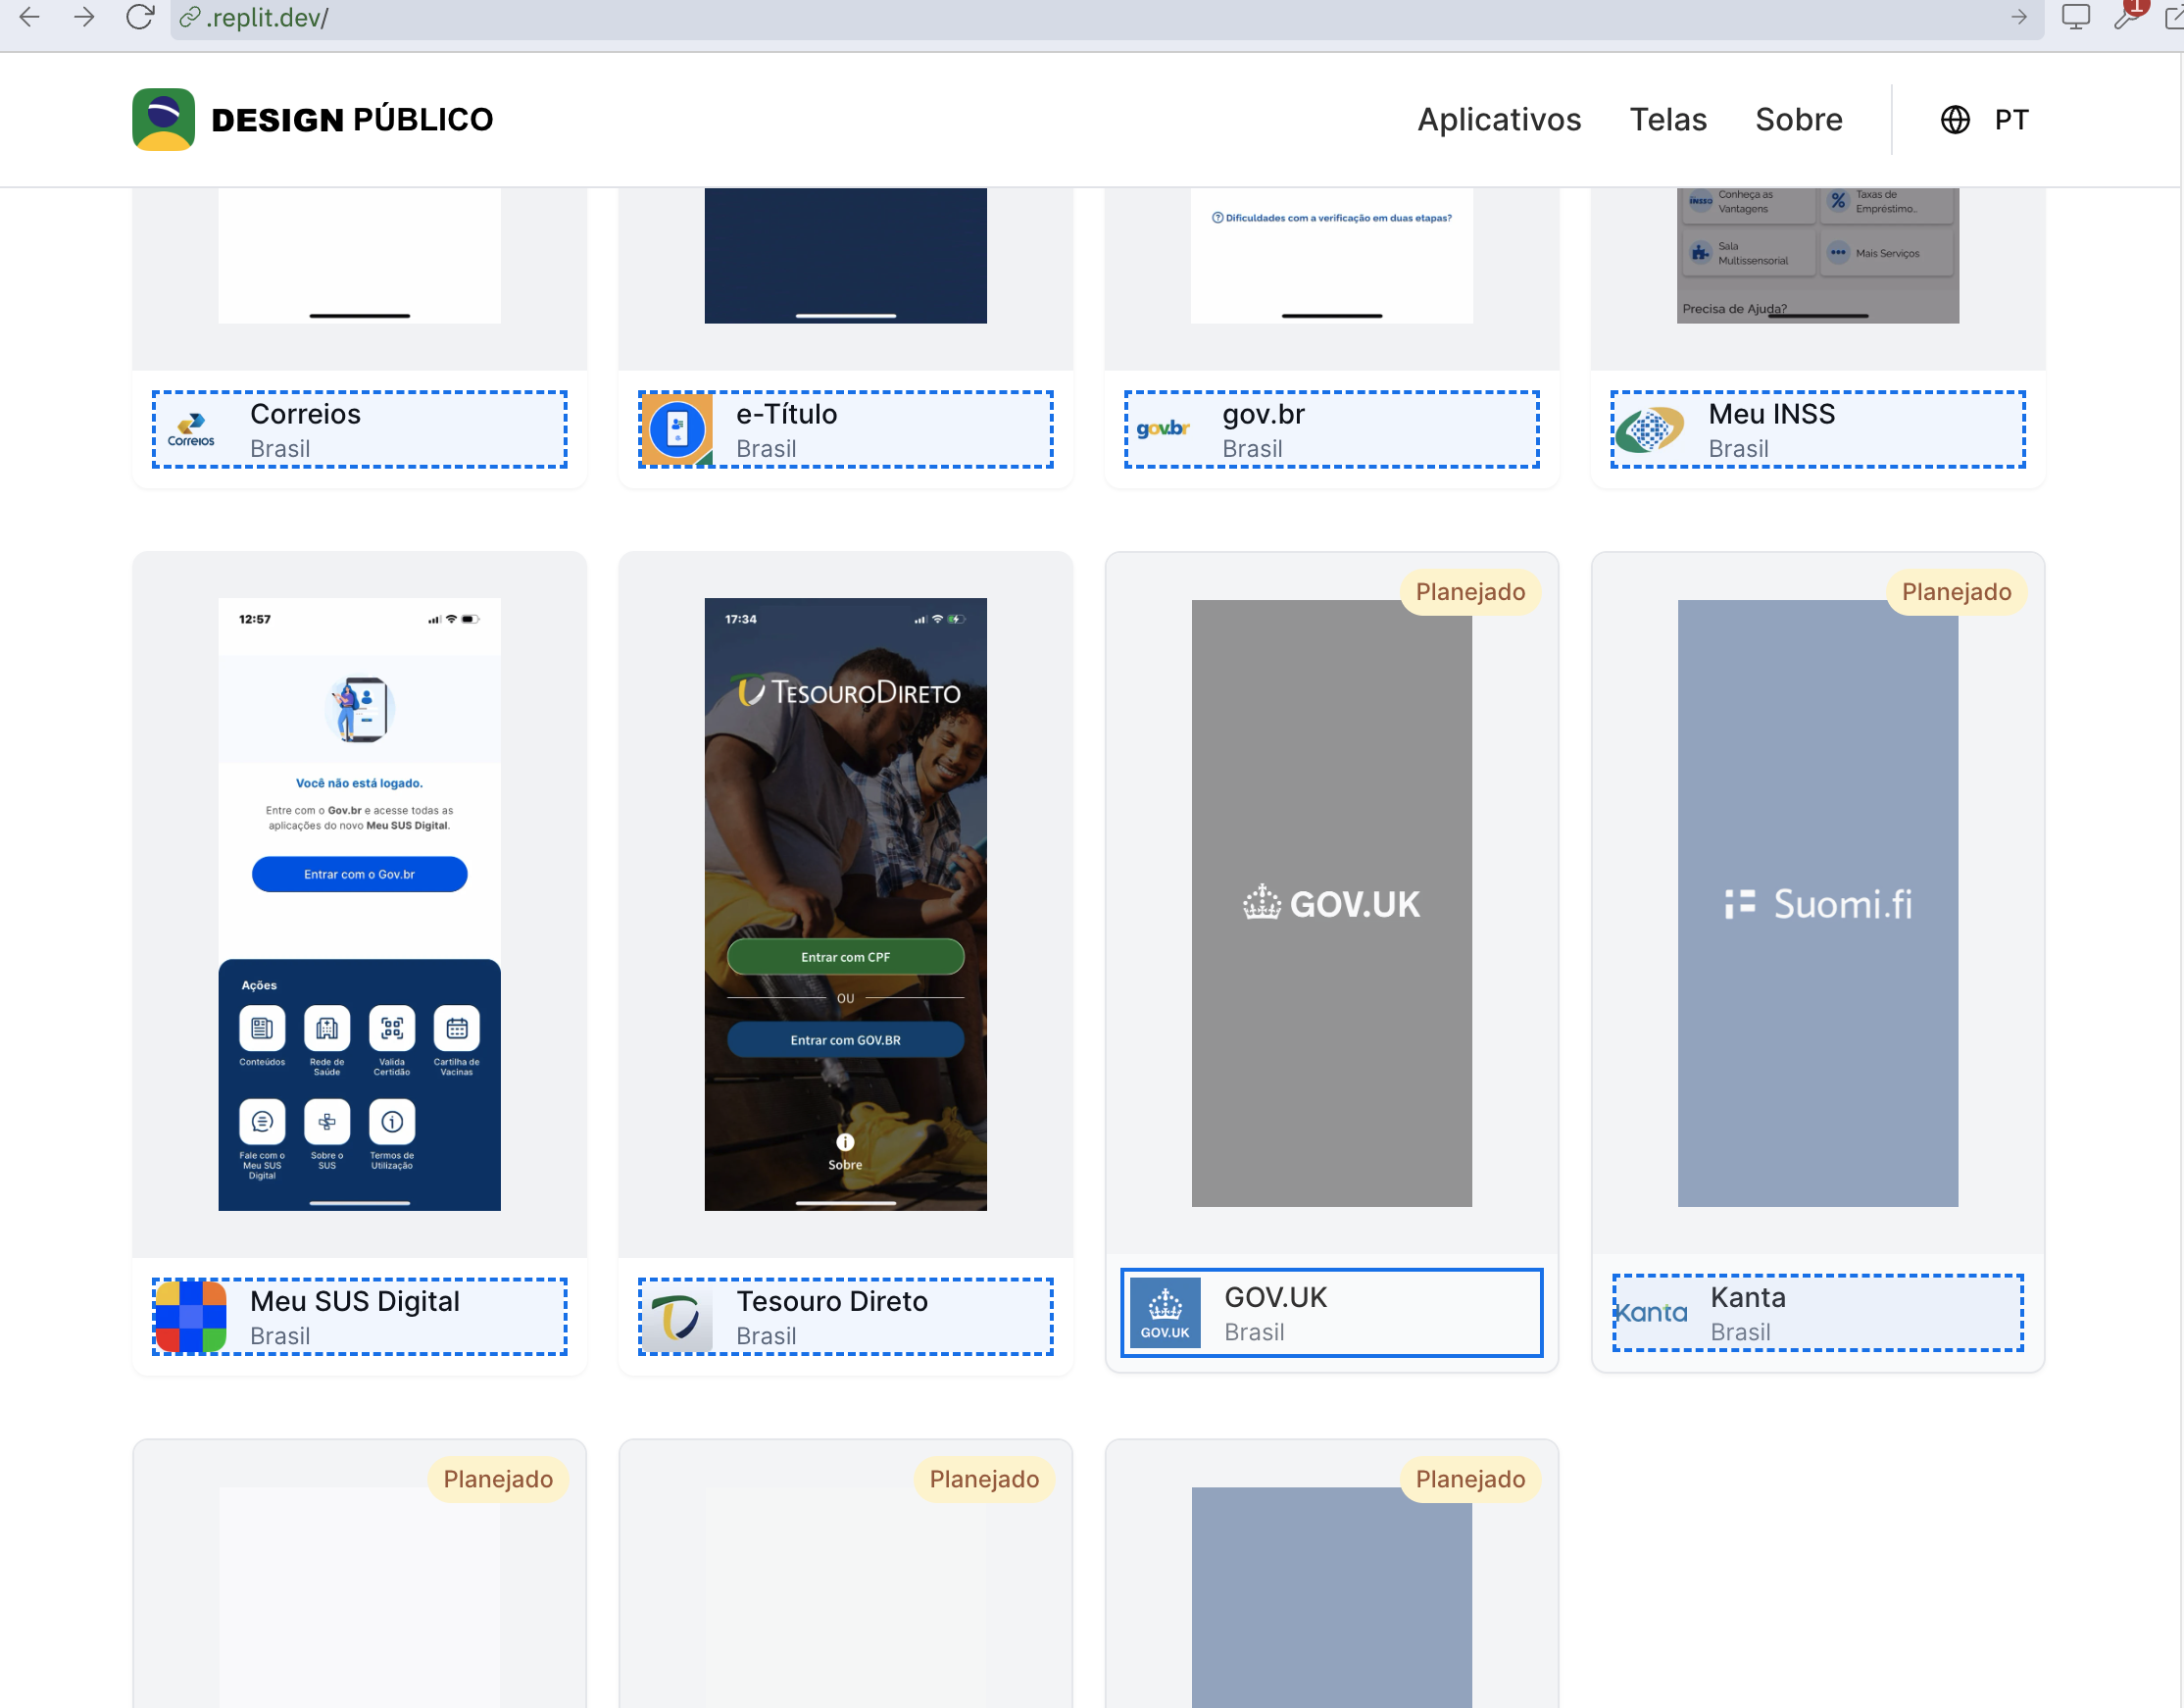 .replit.dev/
1
DESIGN PÚBLICO
Aplicativos
Telas
Sobre
PT
Dificuldades com a verificação em duas etapas?
INSS
Conheça as
Vantagens
%
Taxas de
Empréstimo...
Sala
Multissensorial
Mais Serviços
Precisa de Ajuda?
Correios
Correios
Brasil
e-Título
Brasil
gov.br
gov.br
Brasil
Meu INSS
Brasil
12:57
Você não está logado.
Entre com o Gov.br e acesse todas as
aplicações do novo Meu SUS Digital.
Entrar com o Gov.br
Ações
Conteúdos
Rede de
Saúde
Valida
Certidão
Cartilha de
Vacinas
Fale com o
Meu SUS
Digital
Sobre o
SUS
Termos de
Utilização
Meu SUS Digital
Brasil
17:34
TESOURODIRETO
Entrar com CPF
OU
Entrar com GOV.BR
Sobre
Tesouro Direto
Brasil
Planejado
GOV.UK
GOV.UK
GOV.UK
Brasil
Planejado
Suomi.fi
Kanta
Kanta
Brasil
Planejado
Planejado
Planejado